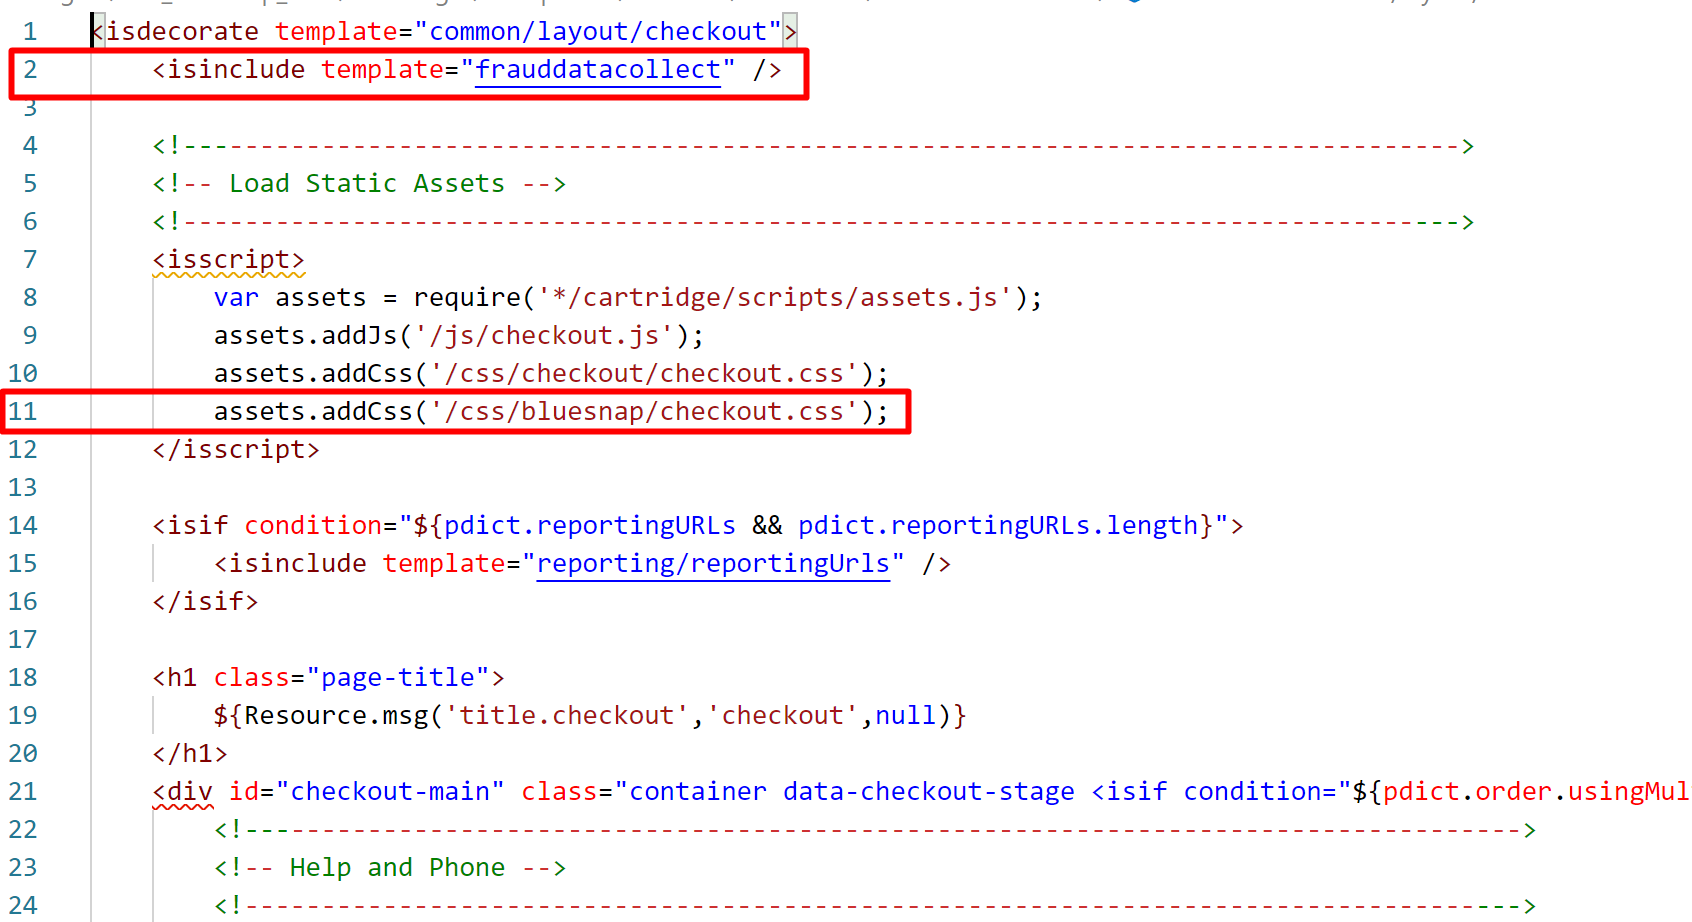 1 <isdecorate template="common/layout/checkout">
2 <isinclude template="frauddatacollect" />
3
4 <!----------------------------------------------------------------------------------->
5 <!-- Load Static Assets -->
6 <!----------------------------------------------------------------------------------->
7 <isscript>
8 var assets = require('*/cartridge/scripts/assets.js');
9 assets.addJs('/js/checkout.js');
10 assets.addCss('/css/checkout/checkout.css');
11 assets.addCss('/css/bluesnap/checkout.css');
12 </isscript>
13
14 <isif condition="${pdict.reportingURLs && pdict.reportingURLs.length}">
15 <isinclude template="reporting/reportingUrls" />
16 </isif>
17
18 <h1 class="page-title">
19 ${Resource.msg('title.checkout','checkout',null)}
20 </h1>
21 <div id="checkout-main" class="container data-checkout-stage <isif condition="${pdict.order.usingMul
22 <!----------------------------------------------------------------------------------->
23 <!-- Help and Phone -->
24 <!----------------------------------------------------------------------------------->